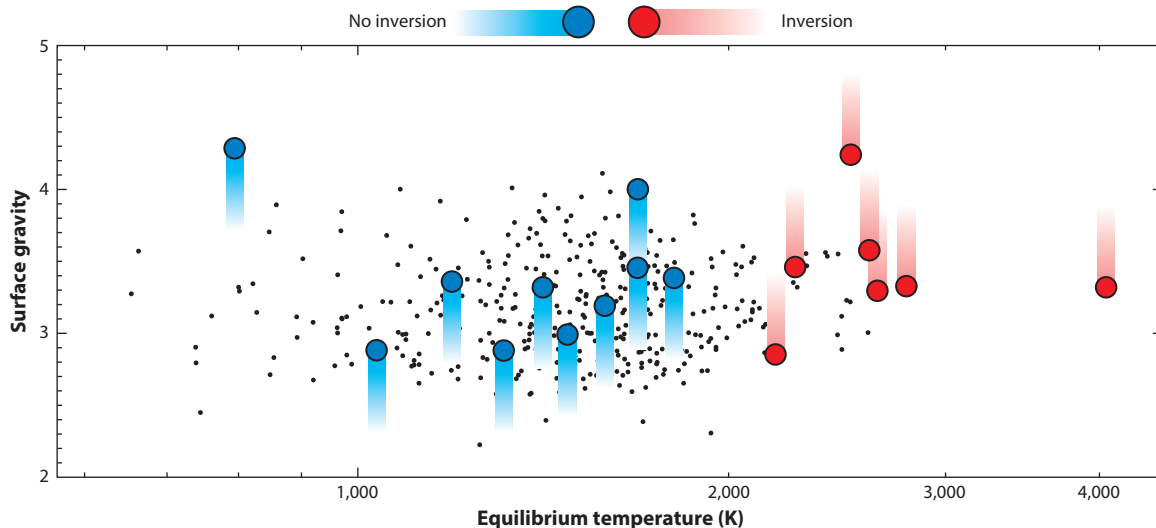 No inversion
Inversion
5
4
3
2
Surface gravity
1,000
2,000
3,000
4,000
Equilibrium temperature (K)